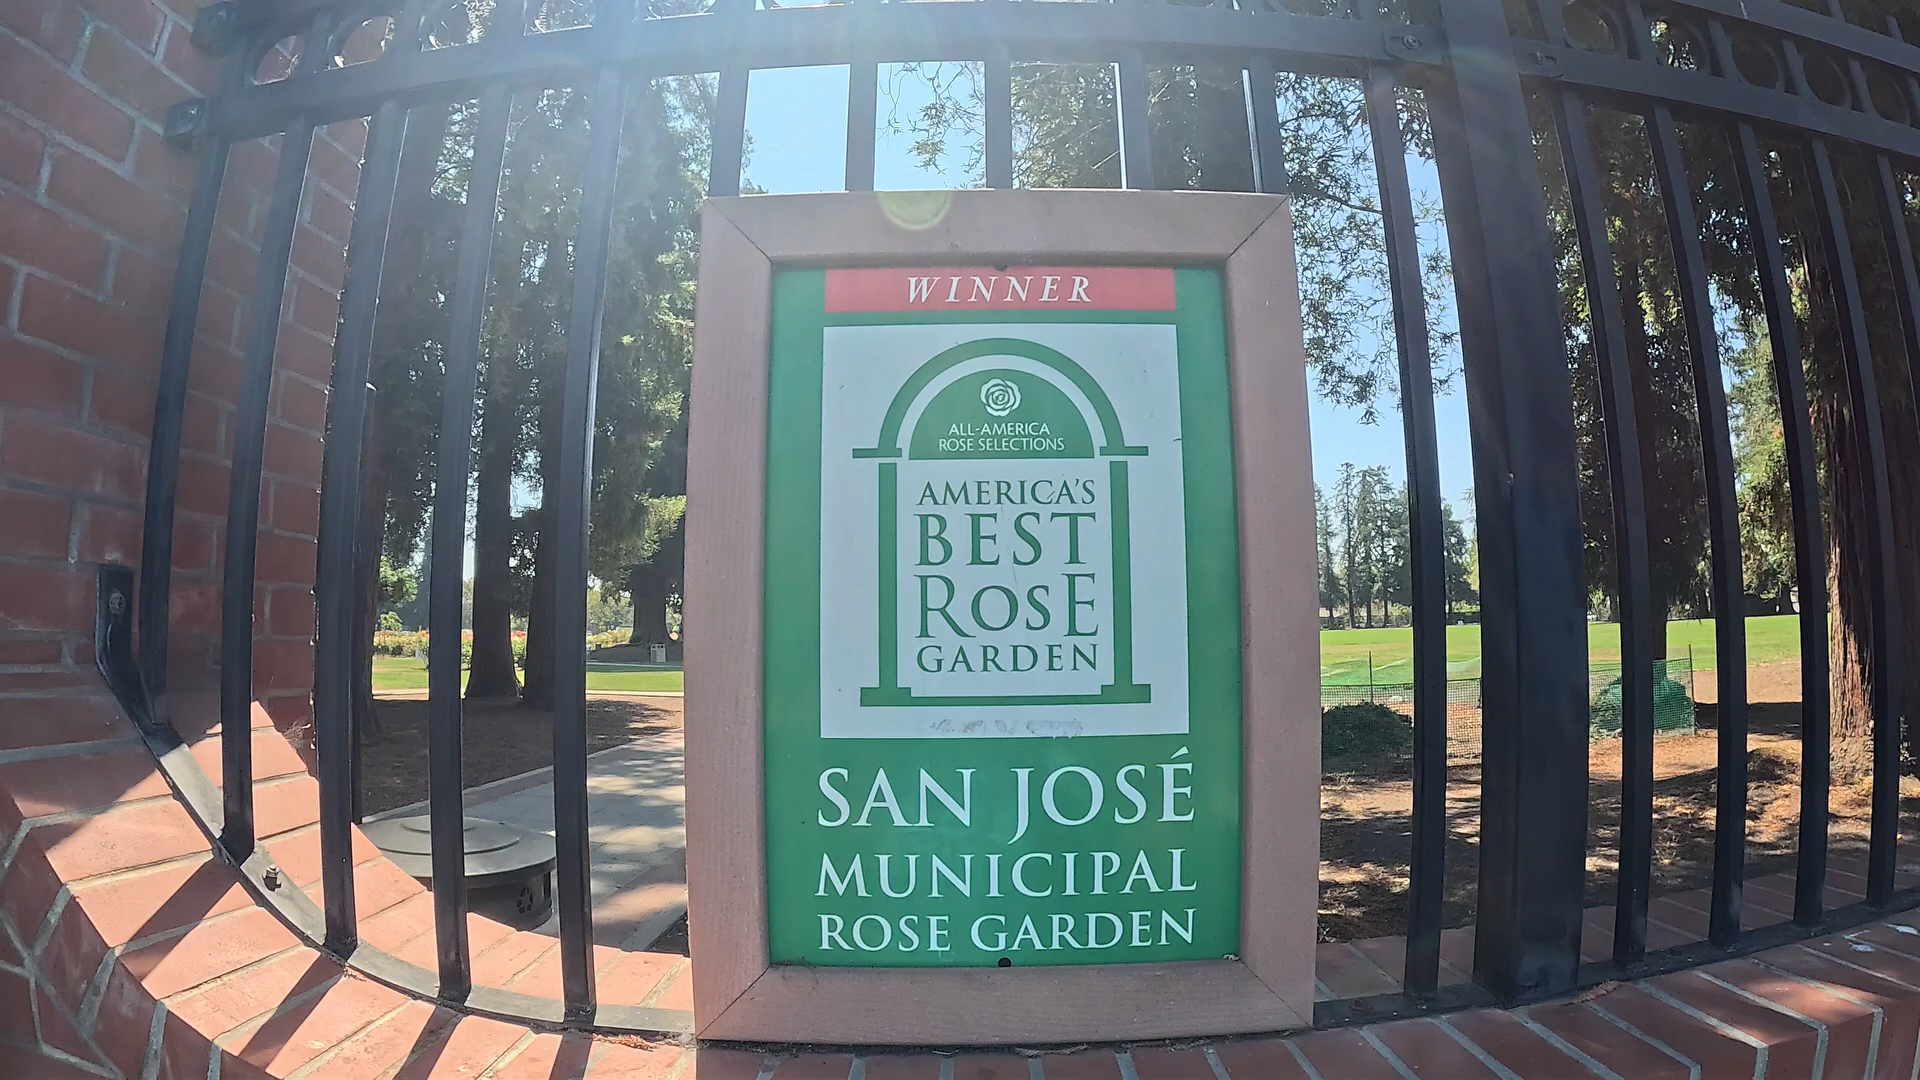 WINNER
ALL-AMERICA
ROSE SELECTIONS
AMERICA'S
BEST
ROSE
GARDEN
SAN JOSÉ
MUNICIPAL
ROSE GARDEN